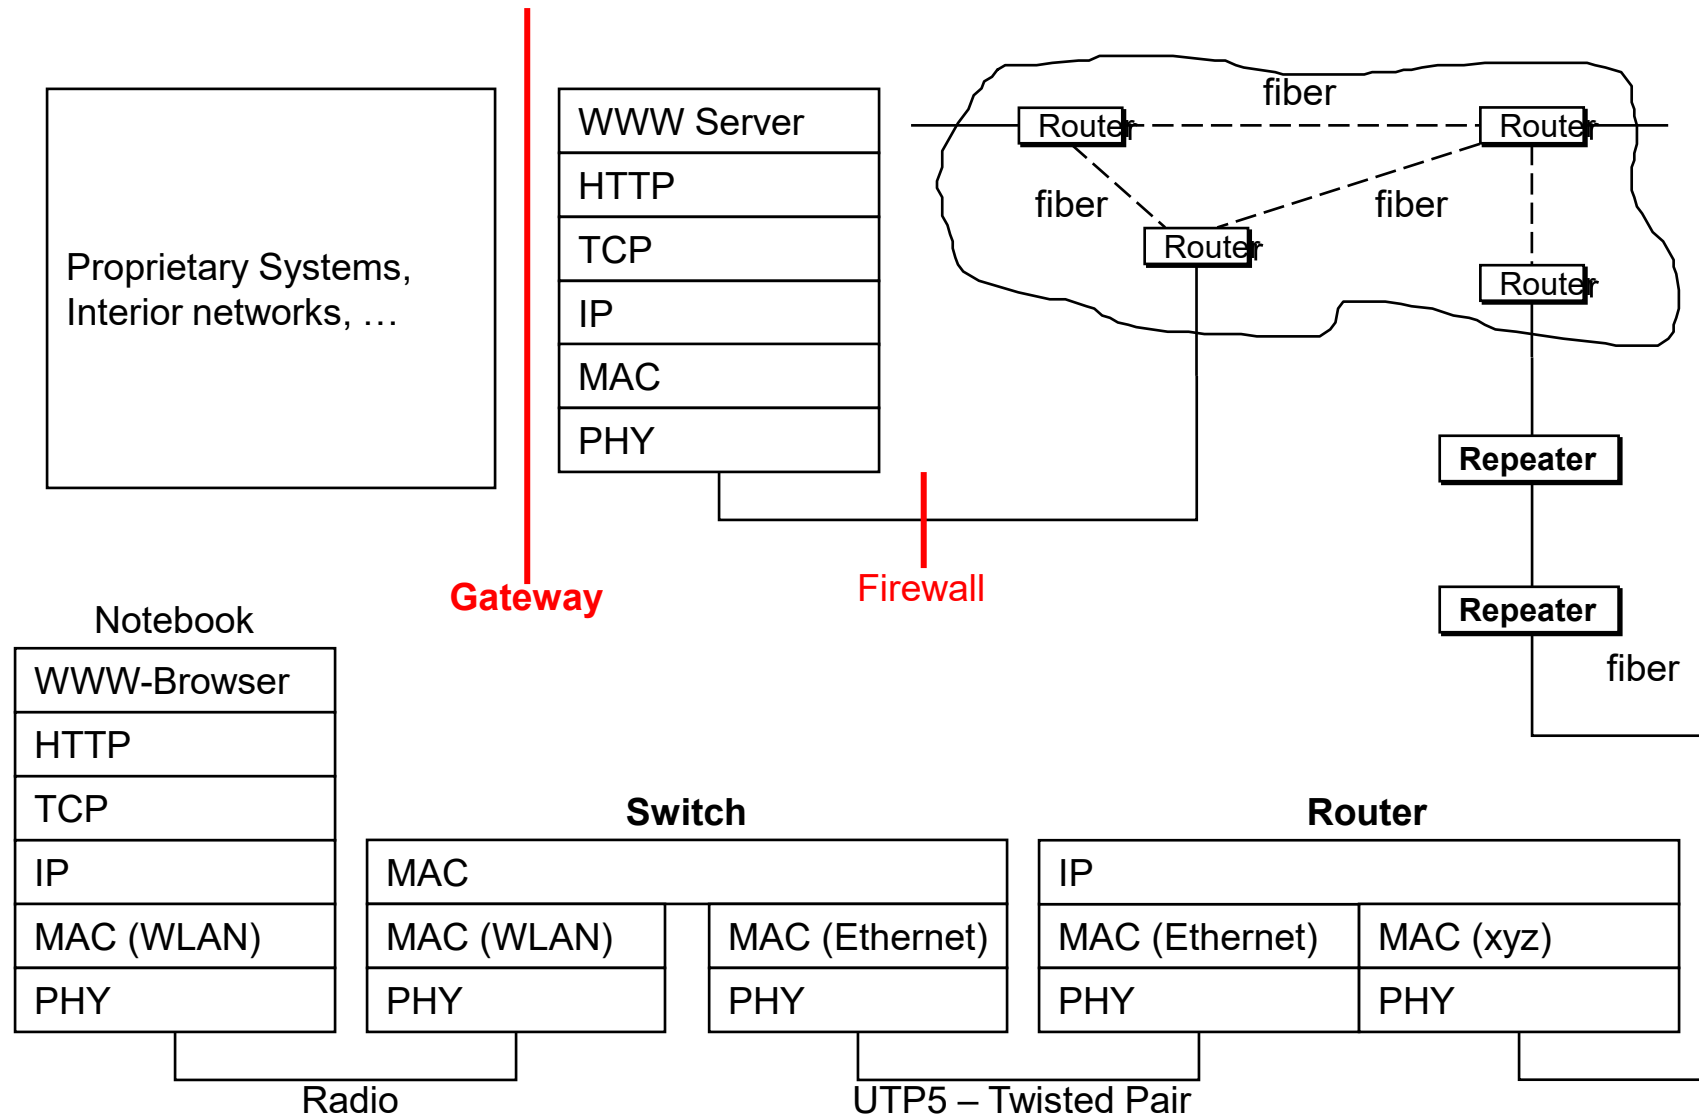 Proprietary Systems,
Interior networks, …
Gateway
WWW Server
HTTP
TCP
IP
MAC
PHY
Firewall
fiber
Router
Router
fiber
fiber
Router
Router
Repeater
Repeater
fiber
Notebook
WWW-Browser
HTTP
TCP
IP
MAC (WLAN)
PHY
Radio
Switch
MAC
MAC (WLAN)
MAC (Ethernet)
PHY
PHY
UTP5 – Twisted Pair
Router
IP
MAC (Ethernet)
MAC (xyz)
PHY
PHY